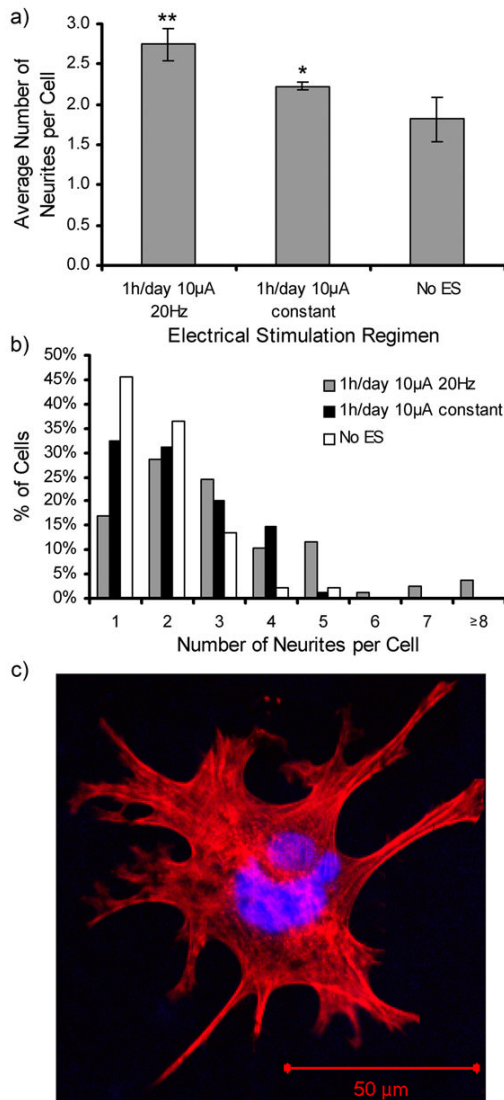 a)
Average Number of
Neurites per Cell
3.0
2.5
2.0
1.5
1.0
0.5
0.0
**
*
1h/day 10µA
20Hz
1h/day 10µA
constant
No ES
Electrical Stimulation Regimen
b)
% of Cells
50%
45%
40%
35%
30%
25%
20%
15%
10%
5%
0%
1h/day 10µA 20Hz
1h/day 10µA constant
No ES
1 2 3 4 5 6 7 ≥8
Number of Neurites per Cell
c)
50 µm